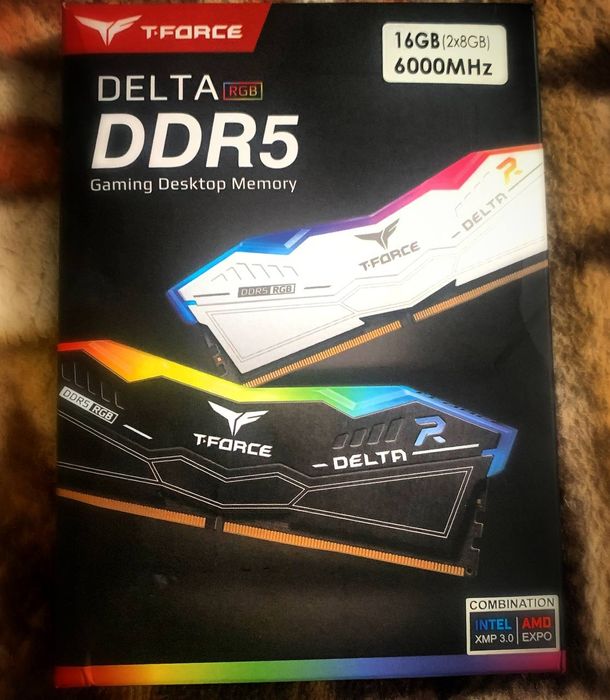 T-FORCE
16GB(2x8GB)
6000MHz
DELTA RGB
DDR5
Gaming Desktop Memory
DELTA R
T-FORCE
DDR5 RGB
DDR5 RGB
T-FORCE
DELTA R
COMBINATION
INTEL AMD
XMP 3.0 EXPO